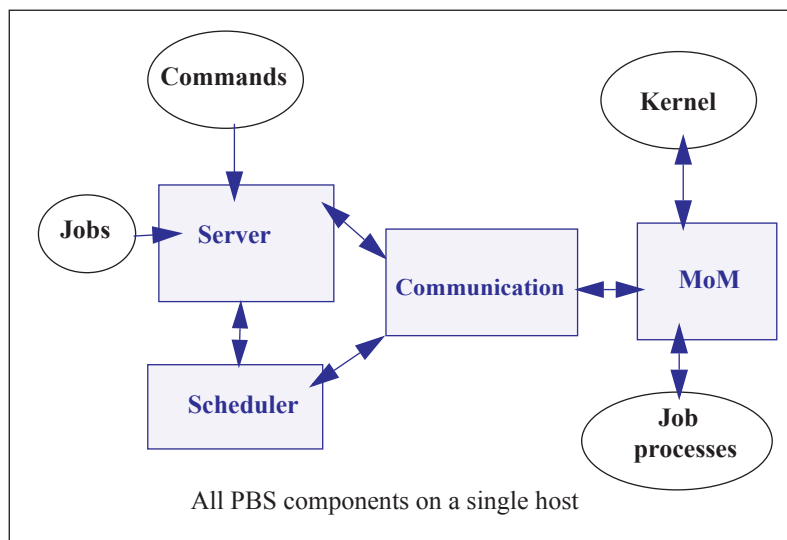 Commands
Kernel
Jobs
Server
Communication
MoM
Scheduler
Job
processes
All PBS components on a single host